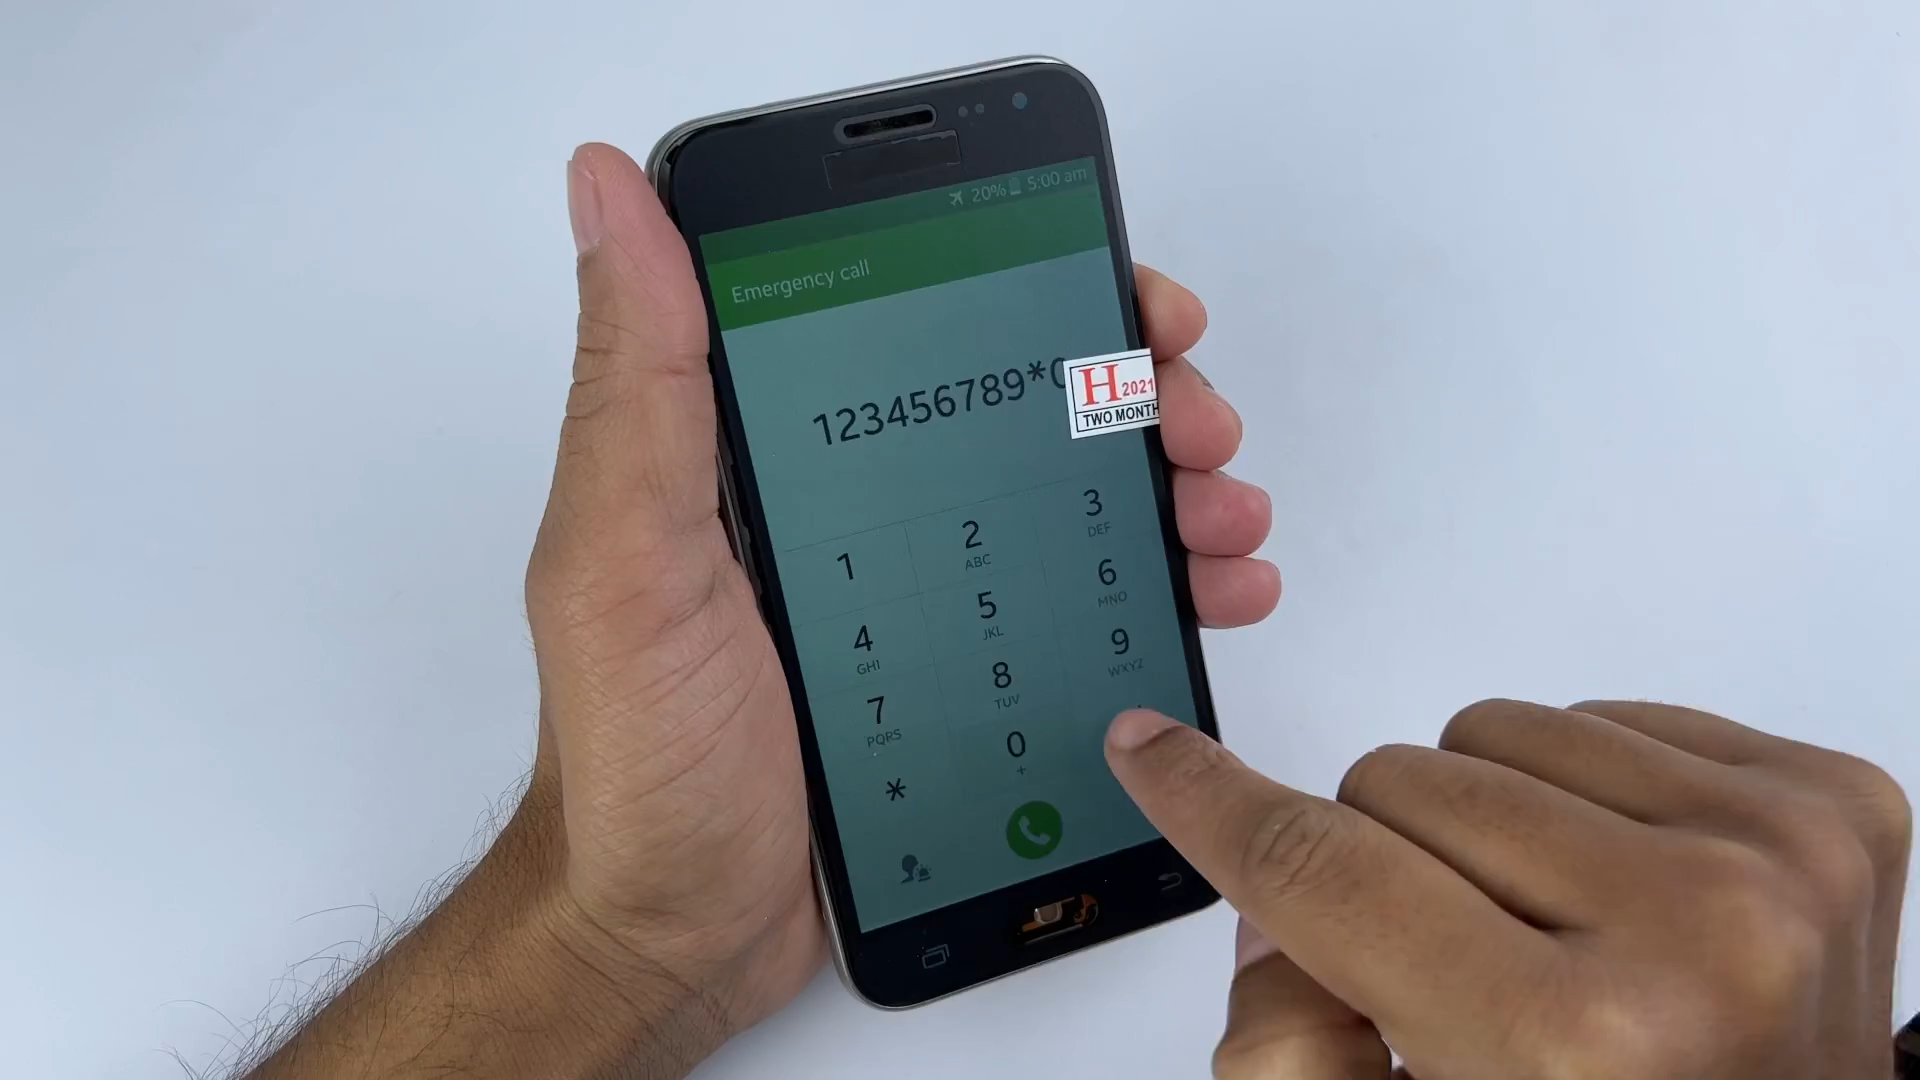 20% 5:00 am
Emergency call
123456789*0
H 2021
TWO MONTH
1
2
ABC
3
DEF
4
GHI
5
JKL
6
MNO
7
PQRS
8
TUV
9
WXYZ
*
0
+